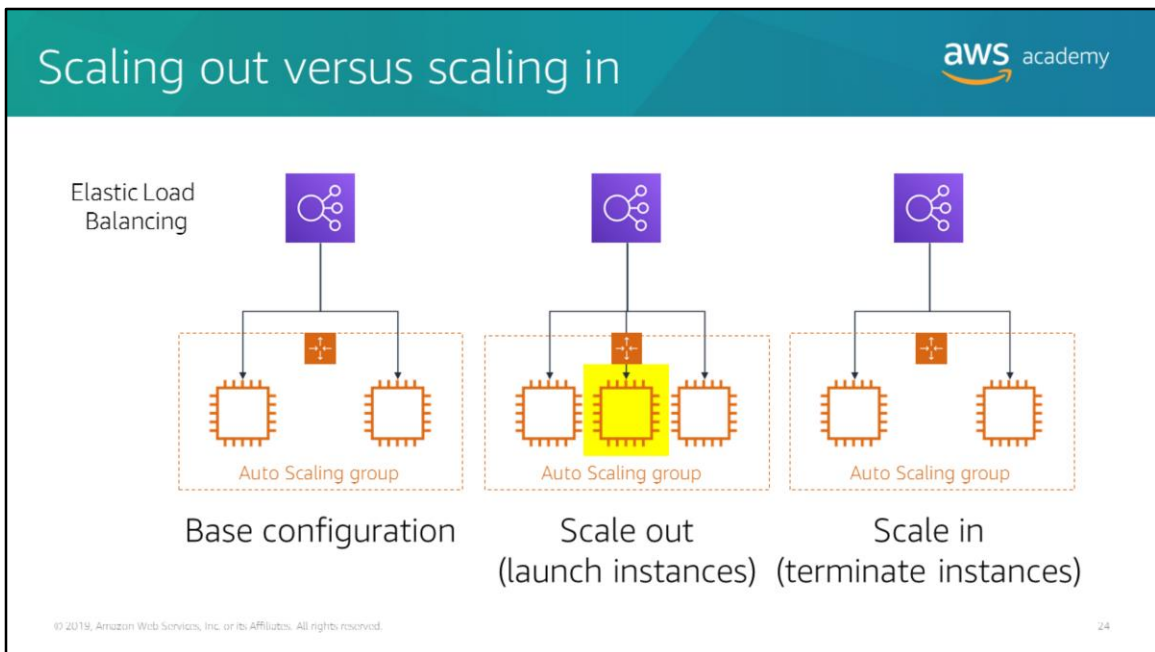 Scaling out versus scaling in
aws academy
Elastic Load
Balancing
Auto Scaling group
Auto Scaling group
Auto Scaling group
Base configuration
Scale out
(launch instances)
Scale in
(terminate instances)
© 2019, Amazon Web Services, Inc. or its Affiliates. All rights reserved.
24